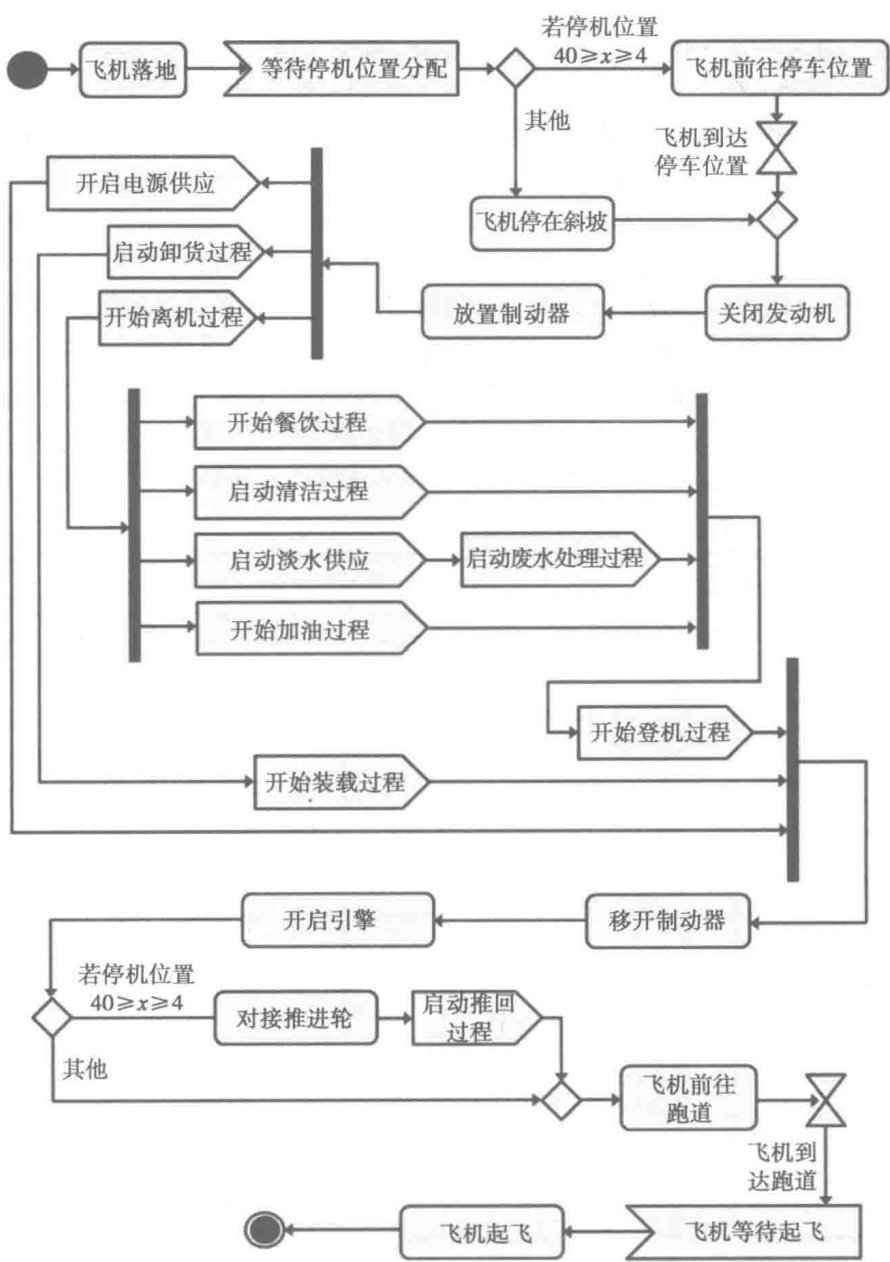 若停机位置
40≥x≥4
飞机落地
等待停机位置分配
飞机前往停车位置
其他
飞机到达
停车位置
飞机停在斜坡
开启电源供应
启动卸货过程
开始离机过程
放置制动器
关闭发动机
开始餐饮过程
启动清洁过程
启动淡水供应
启动废水处理过程
开始加油过程
开始登机过程
开始装载过程
开启引擎
移开制动器
若停机位置
40≥x≥4
对接推进轮
启动推回
过程
其他
飞机前往
跑道
飞机到
达跑道
飞机起飞
飞机等待起飞